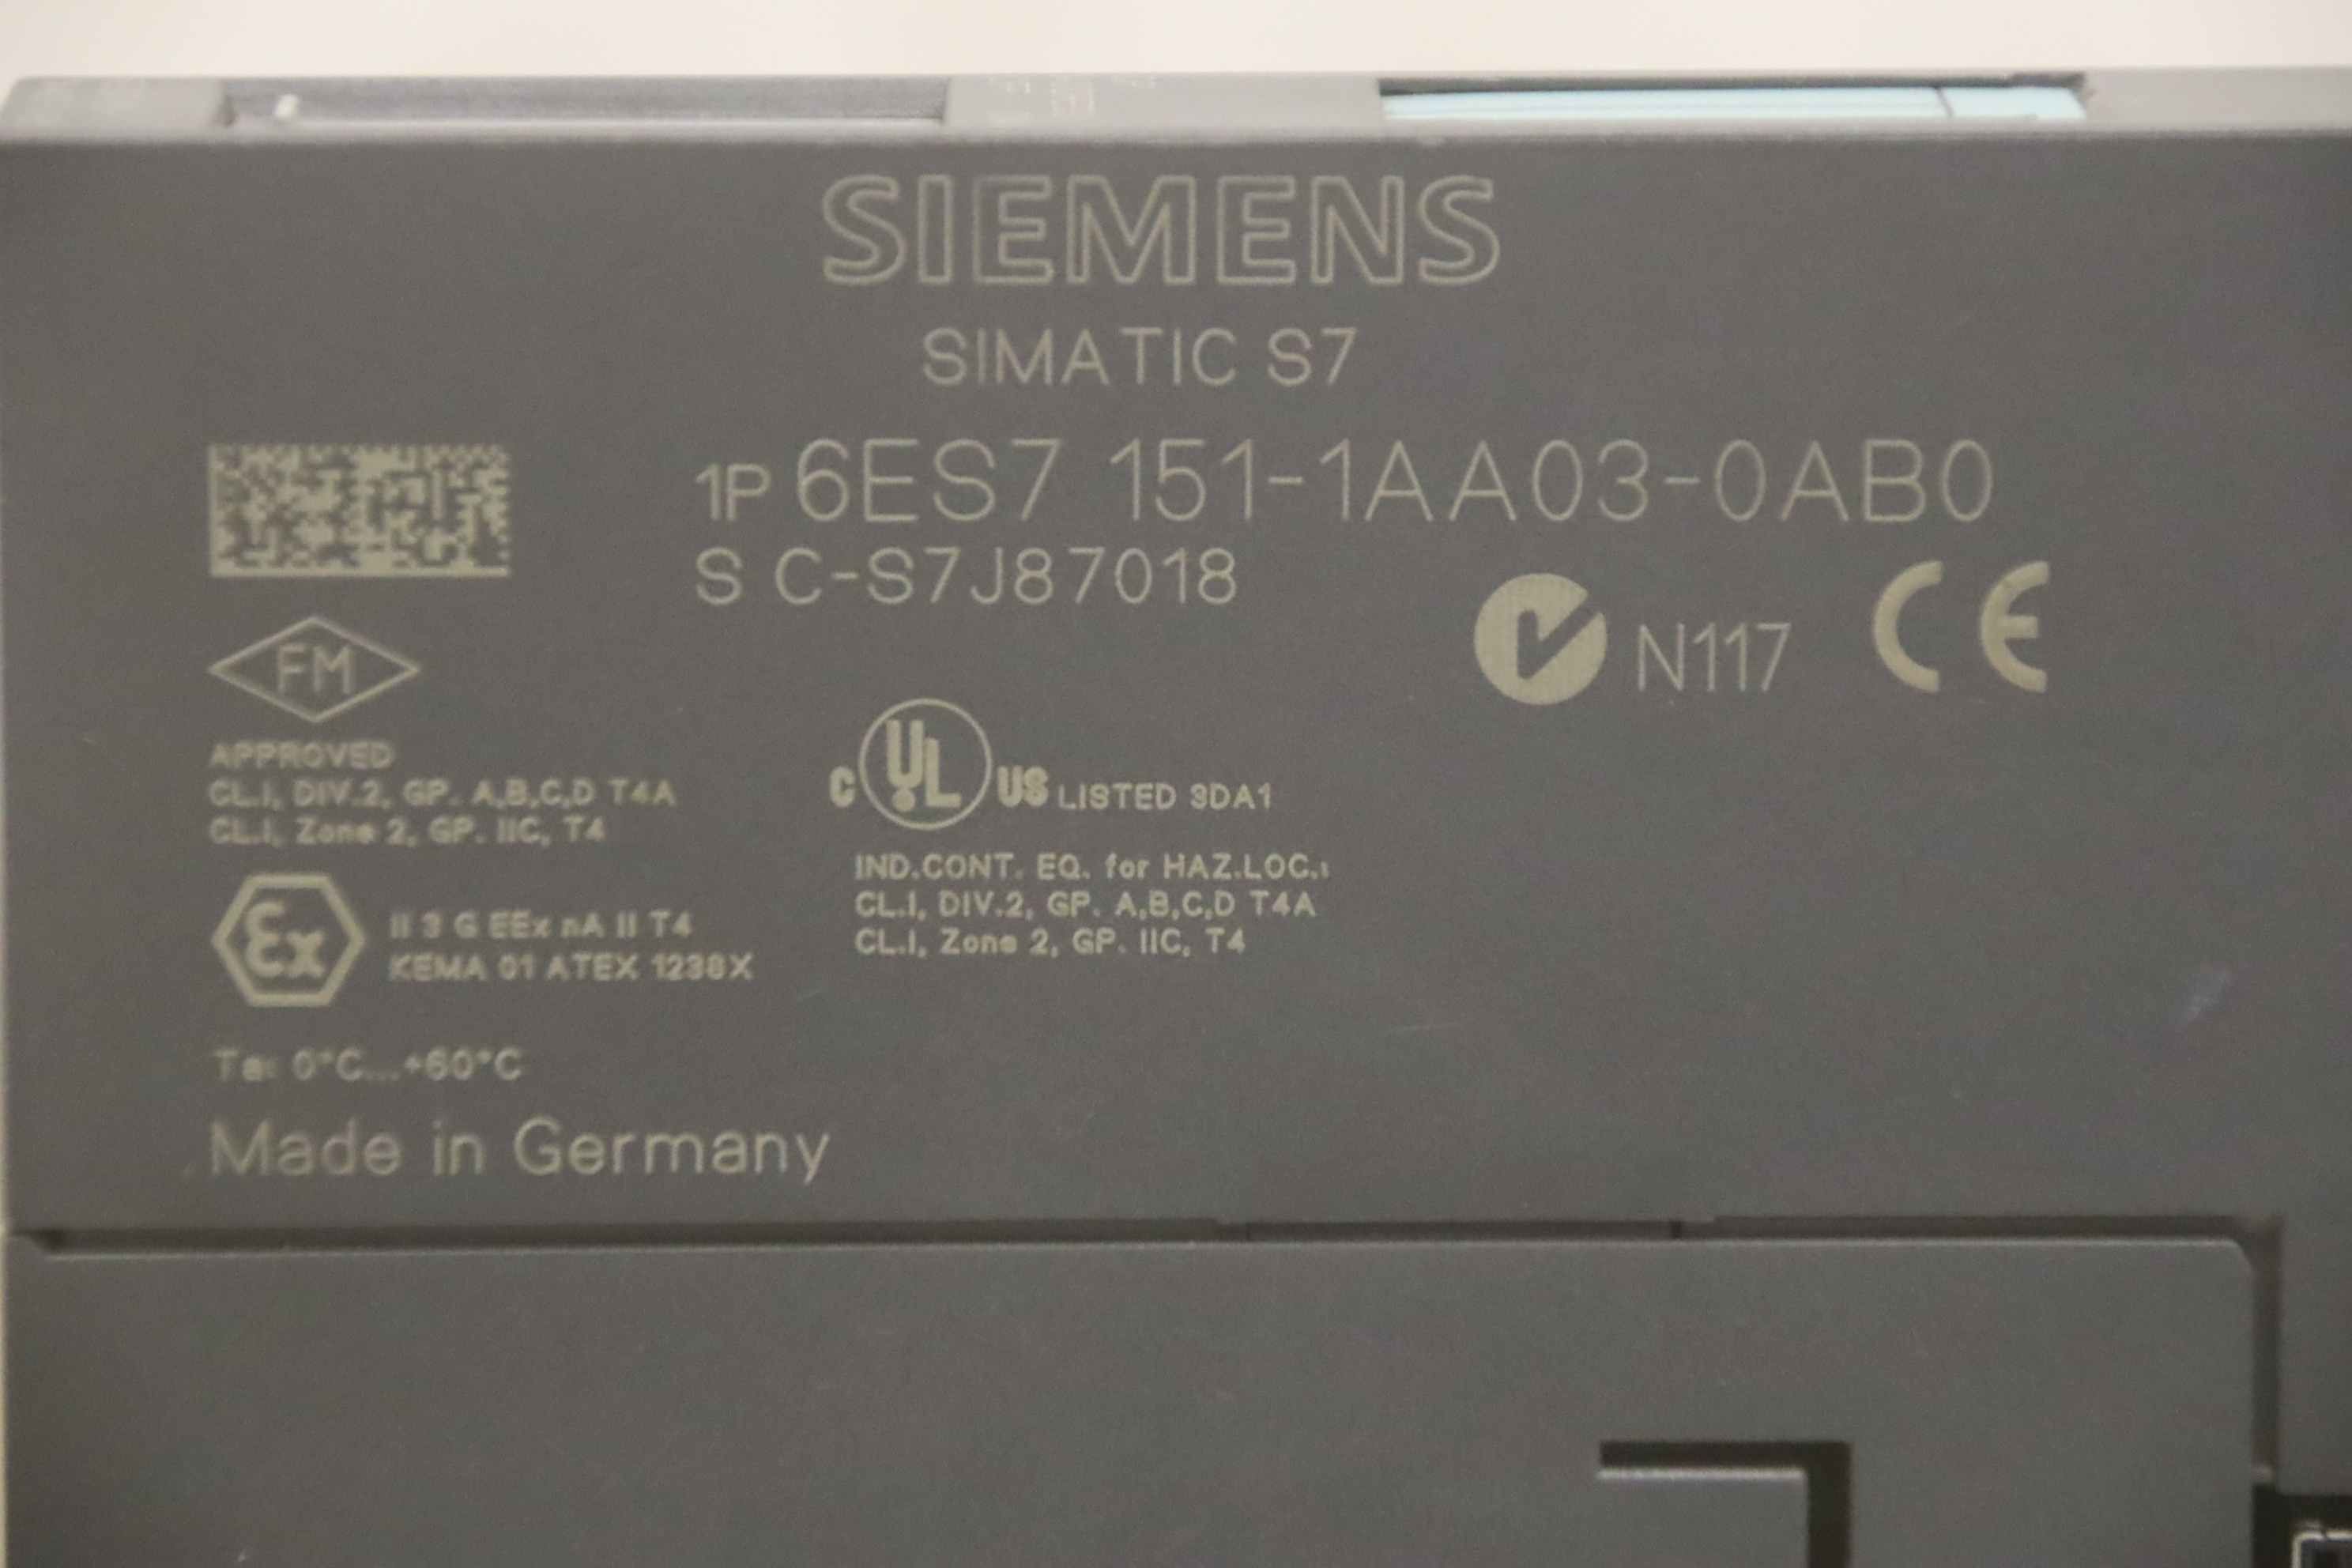 SIEMENS
SIMATIC S7
1P 6ES7 151-1AA03-0AB0
S C-S7J87018
N117 CE
FM
APPROVED
CL.I, DIV.2, GP. A,B,C,D T4A
CL.I, Zone 2, GP. IIC, T4
C UL US LISTED 3DA1
IND.CONT. EQ. for HAZ.LOC.:
CL.I, DIV.2, GP. A,B,C,D T4A
CL.I, Zone 2, GP. IIC, T4
Ex
II 3 G EEx nA II T4
KEMA 01 ATEX 1238X
Ta: 0°C...+60°C
Made in Germany